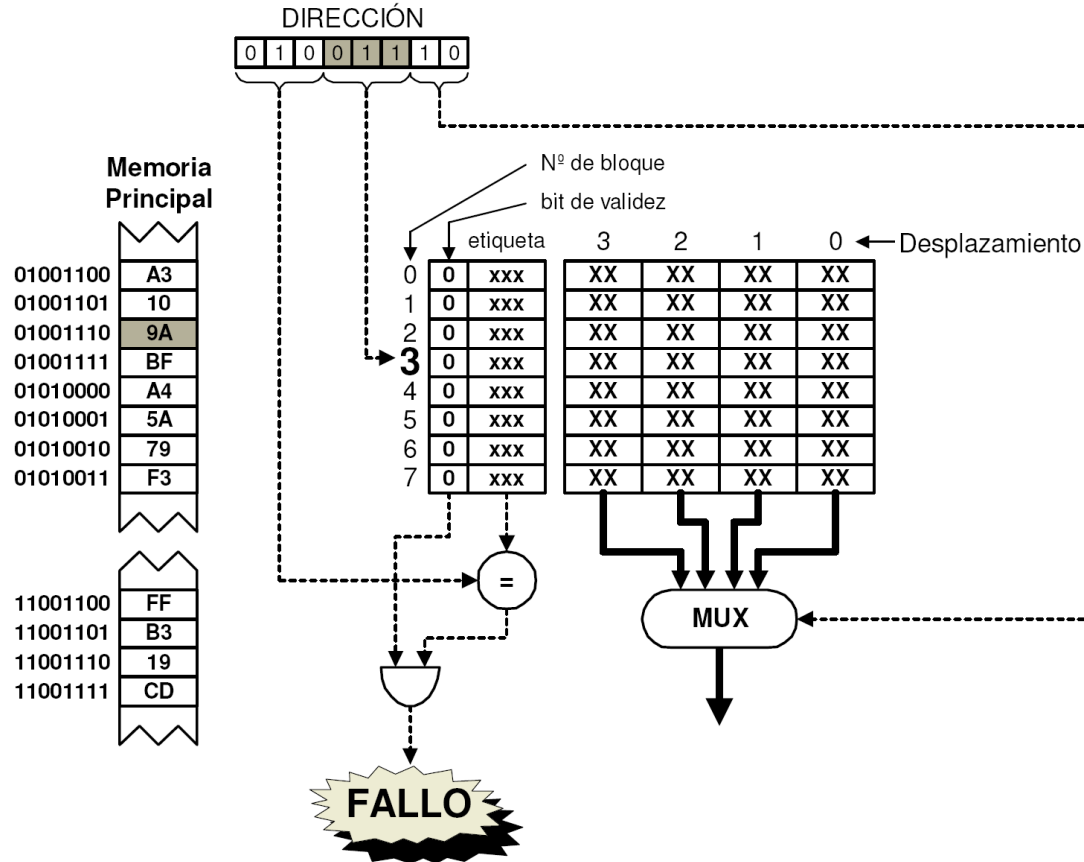 DIRECCIÓN
0 1 0 0 1 1 1 0
Nº de bloque
bit de validez
Memoria
Principal
etiqueta 3 2 1 0 Desplazamiento
01001100 A3 0 0 xxx XX XX XX XX
01001101 10 1 0 xxx XX XX XX XX
01001110 9A 2 0 xxx XX XX XX XX
01001111 BF 3 0 xxx XX XX XX XX
01010000 A4 4 0 xxx XX XX XX XX
01010001 5A 5 0 xxx XX XX XX XX
01010010 79 6 0 xxx XX XX XX XX
01010011 F3 7 0 xxx XX XX XX XX
=
11001100 FF
11001101 B3
11001110 19
11001111 CD
MUX
FALLO